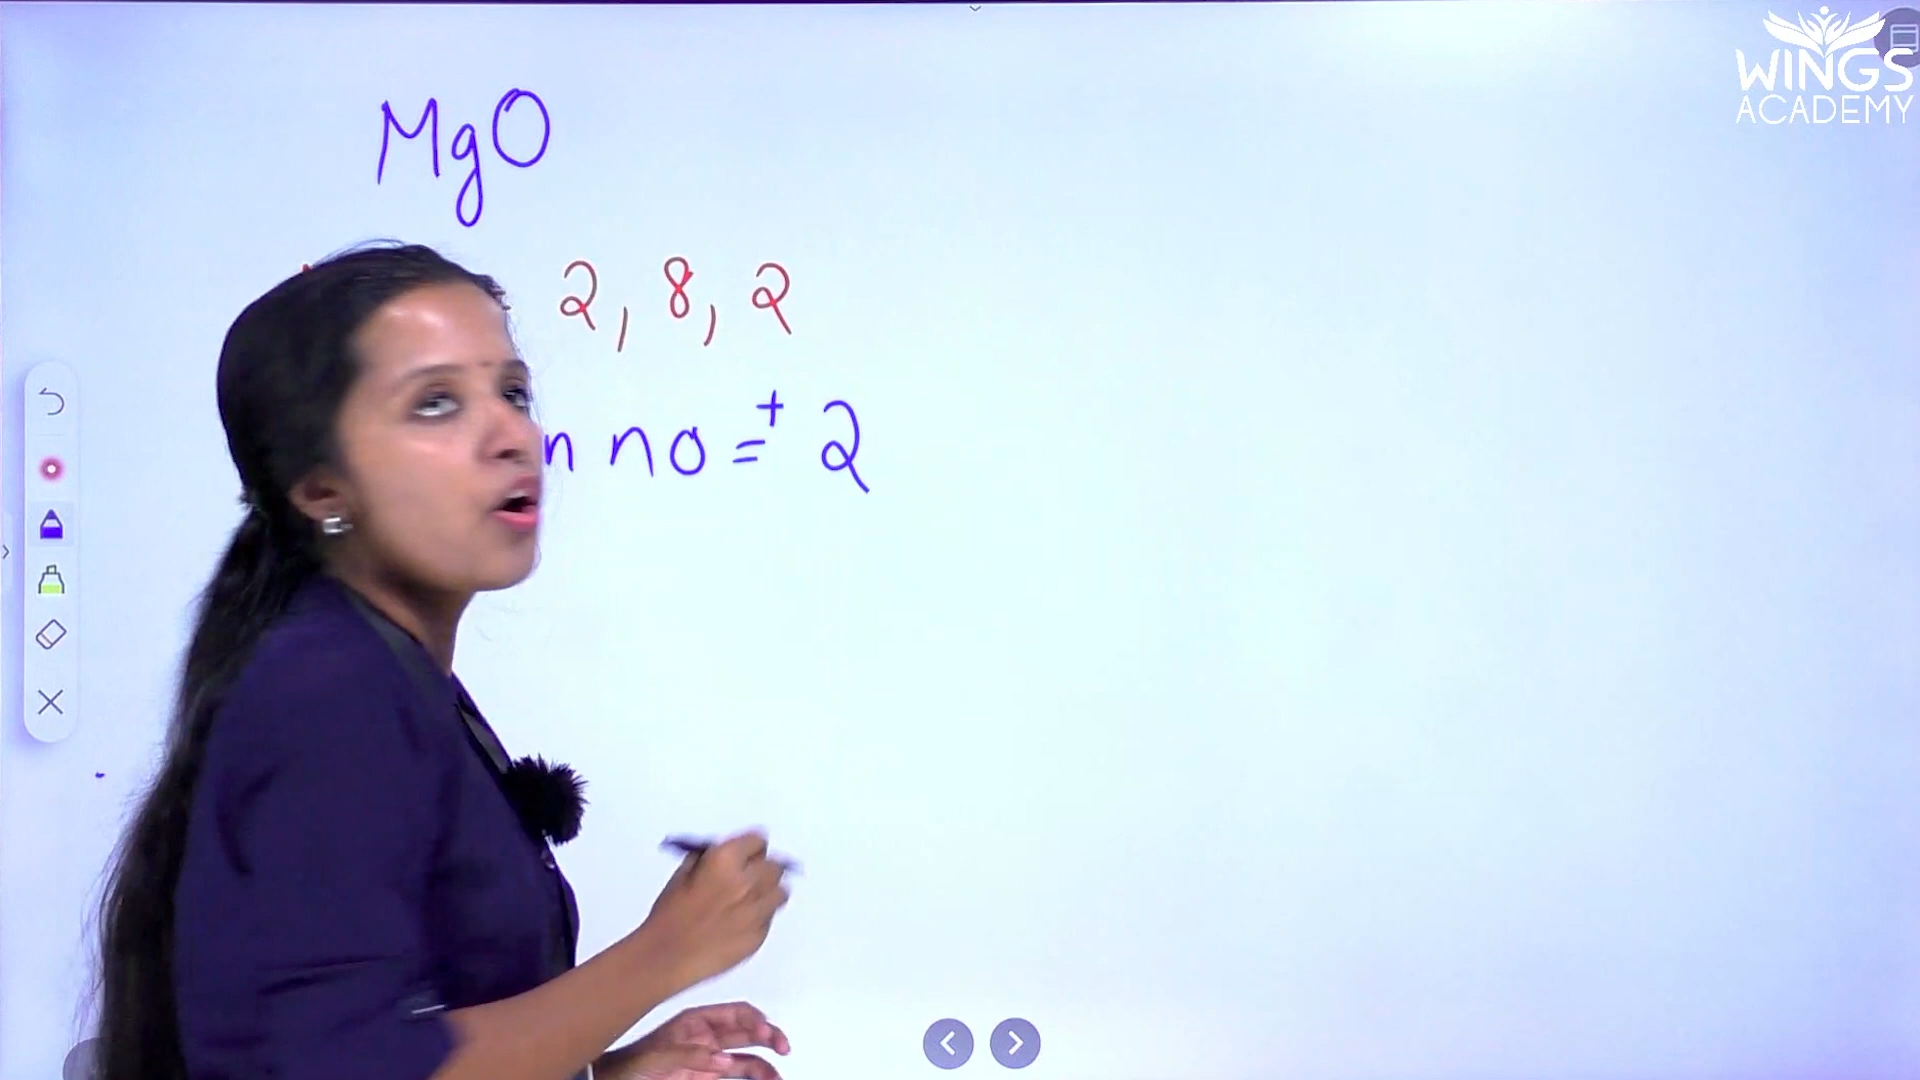 WINGS
ACADEMY
MgO
2, 8, 2
n no = + 2